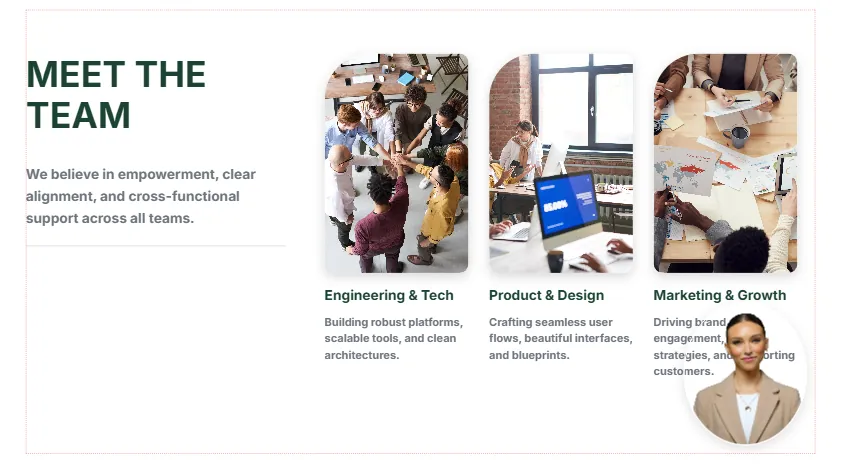 MEET THE
TEAM
We believe in empowerment, clear
alignment, and cross-functional
support across all teams.
Engineering & Tech
Building robust platforms,
scalable tools, and clean
architectures.
Product & Design
Crafting seamless user
flows, beautiful interfaces,
and blueprints.
Marketing & Growth
Driving brand
engagement,
strategies, and
customers.